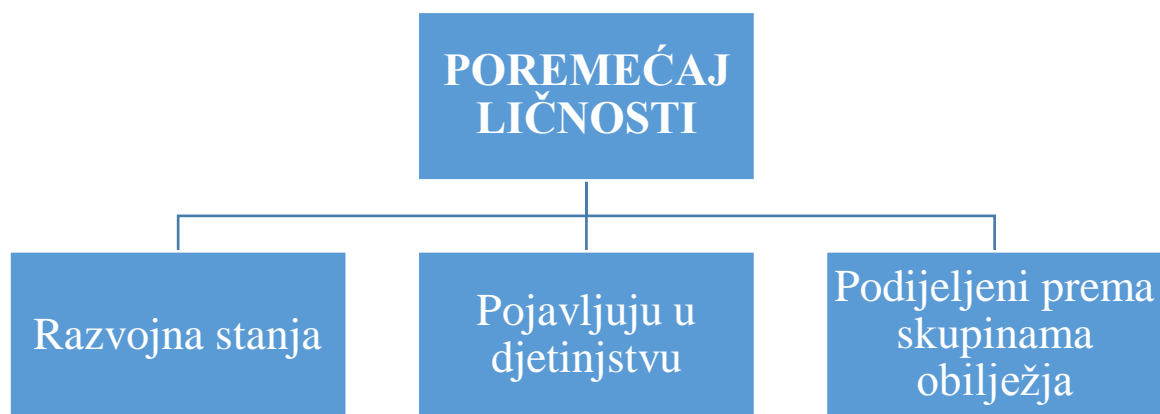 POREMEĆAJ
LIČNOSTI
Razvojna stanja
Pojavljuju u
djetinjstvu
Podijeljeni prema
skupinama
obilježja